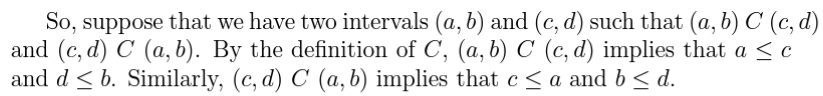 So, suppose that we have two intervals (a, b) and (c, d) such that (a, b) C (c, d)
and (c, d) C (a, b). By the definition of C, (a, b) C (c, d) implies that a ≤ c
and d ≤ b. Similarly, (c, d) C (a, b) implies that c ≤ a and b ≤ d.